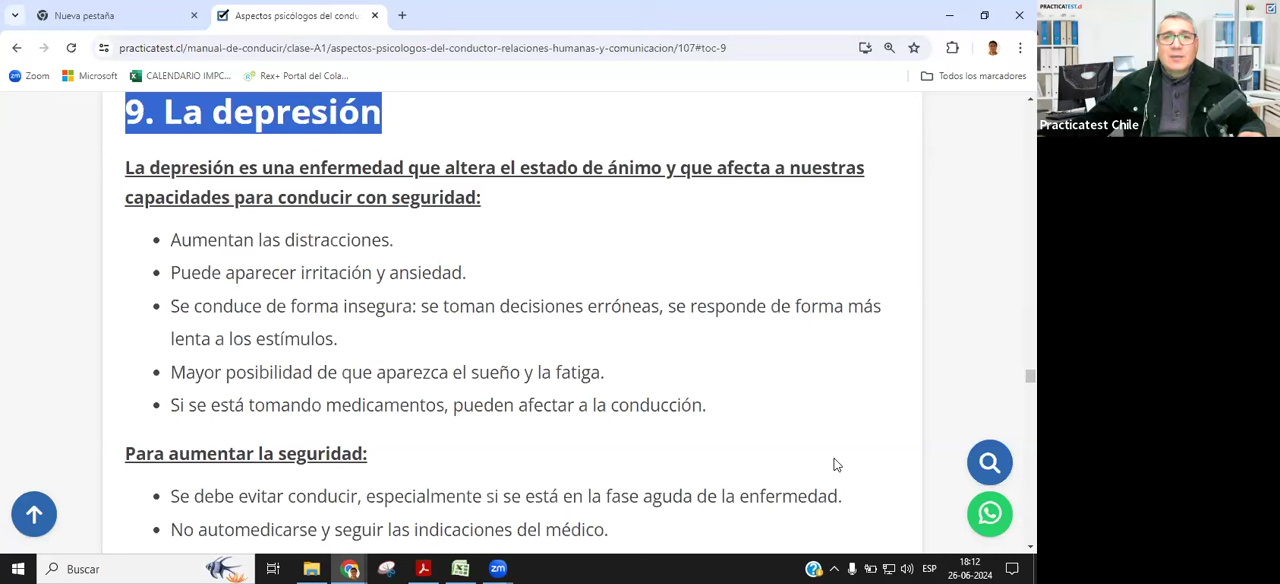 Nueva pestaña
Aspectos psicólogos del condu
practicatest.cl/manual-de-conducir/clase-A1/aspectos-psicologos-del-conductor-relaciones-humanas-y-comunicacion/107#toc-9
zm Zoom
Microsoft
CALENDARIO IMPC...
Rex+ Portal del Cola...
Todos los marcadores
PRACTICATEST.cl
Practicatest Chile
9. La depresión
La depresión es una enfermedad que altera el estado de ánimo y que afecta a nuestras
capacidades para conducir con seguridad:
Aumentan las distracciones.
Puede aparecer irritación y ansiedad.
Se conduce de forma insegura: se toman decisiones erróneas, se responde de forma más
lenta a los estímulos.
Mayor posibilidad de que aparezca el sueño y la fatiga.
Si se está tomando medicamentos, pueden afectar a la conducción.
Para aumentar la seguridad:
Se debe evitar conducir, especialmente si se está en la fase aguda de la enfermedad.
No automedicarse y seguir las indicaciones del médico.
Buscar
zm
ESP
18:12
26-06-2024